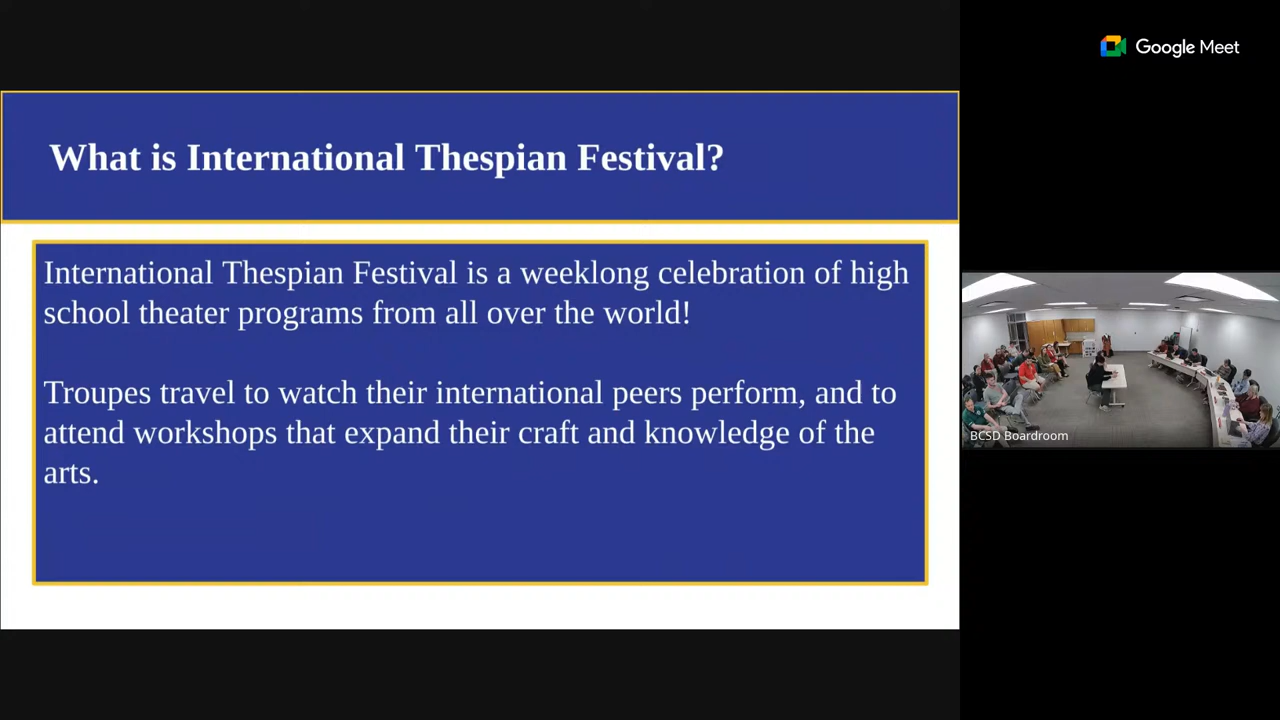 Google Meet
What is International Thespian Festival?
International Thespian Festival is a weeklong celebration of high
school theater programs from all over the world!
Troupes travel to watch their international peers perform, and to
attend workshops that expand their craft and knowledge of the
arts.
BCSD Boardroom